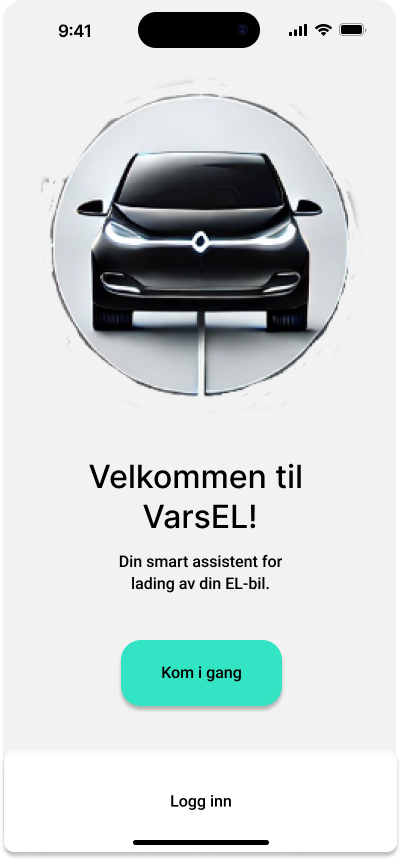 9:41
Velkommen til
VarsEL!
Din smart assistent for
lading av din EL-bil.
Kom i gang
Logg inn